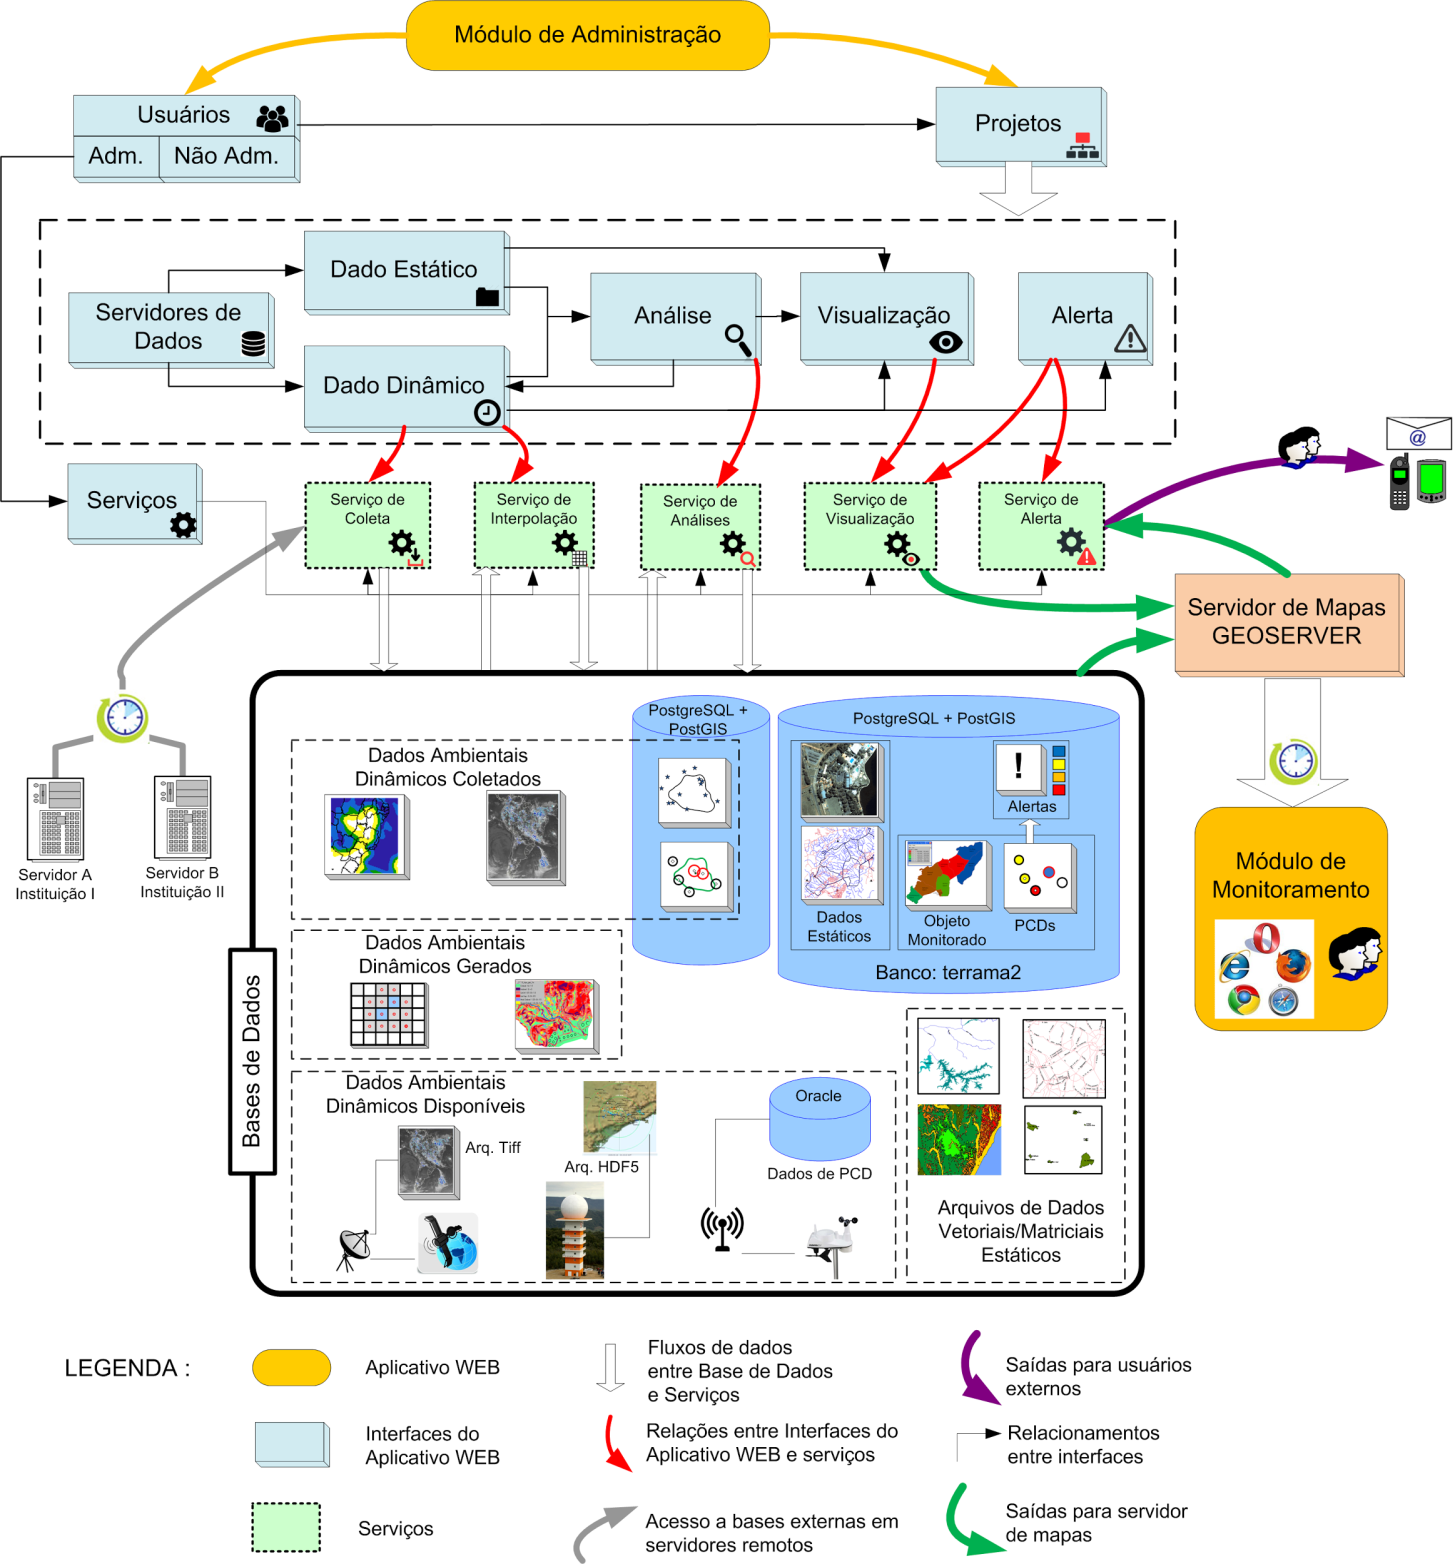 Módulo de Administração
Usuários
Adm.
Não Adm.
Projetos
Dado Estático
Servidores de
Dados
Análise
Visualização
Alerta
Dado Dinâmico
Serviços
Serviço de
Coleta
Serviço de
Interpolação
Serviço de
Análises
Serviço de
Visualização
Serviço de
Alerta
@
Servidor de Mapas
GEOSERVER
Servidor A
Instituição I
Servidor B
Instituição II
Bases de Dados
Dados Ambientais
Dinâmicos Coletados
PostgreSQL +
PostGIS
PostgreSQL + PostGIS
!
Alertas
Dados
Estáticos
Objeto
Monitorado
PCDs
Banco: terrama2
Dados Ambientais
Dinâmicos Gerados
Dados Ambientais
Dinâmicos Disponíveis
Arq. Tiff
Arq. HDF5
Oracle
Dados de PCD
Arquivos de Dados
Vetoriais/Matriciais
Estáticos
Módulo de
Monitoramento
LEGENDA :
Aplicativo WEB
Interfaces do
Aplicativo WEB
Serviços
Fluxos de dados
entre Base de Dados
e Serviços
Relações entre Interfaces do
Aplicativo WEB e serviços
Acesso a bases externas em
servidores remotos
Saídas para usuários
externos
Relacionamentos
entre interfaces
Saídas para servidor
de mapas